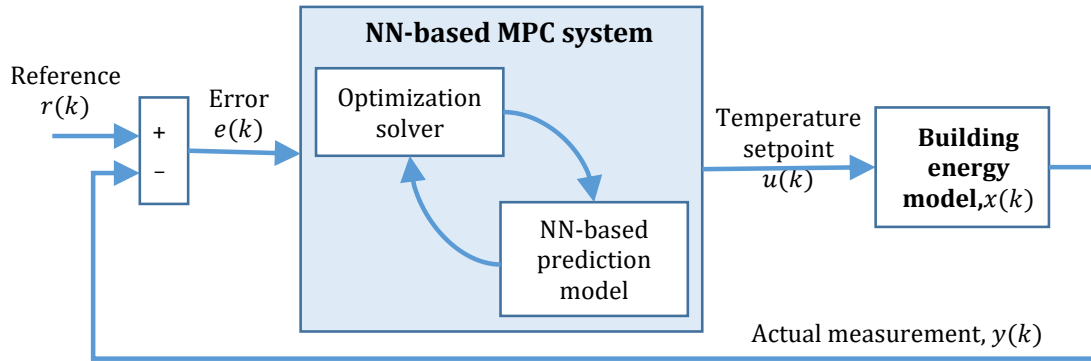 NN-based MPC system
Reference
r(k)
+
−
Error
e(k)
Optimization
solver
NN-based
prediction
model
Temperature
setpoint
u(k)
Building
energy
model,x(k)
Actual measurement, y(k)